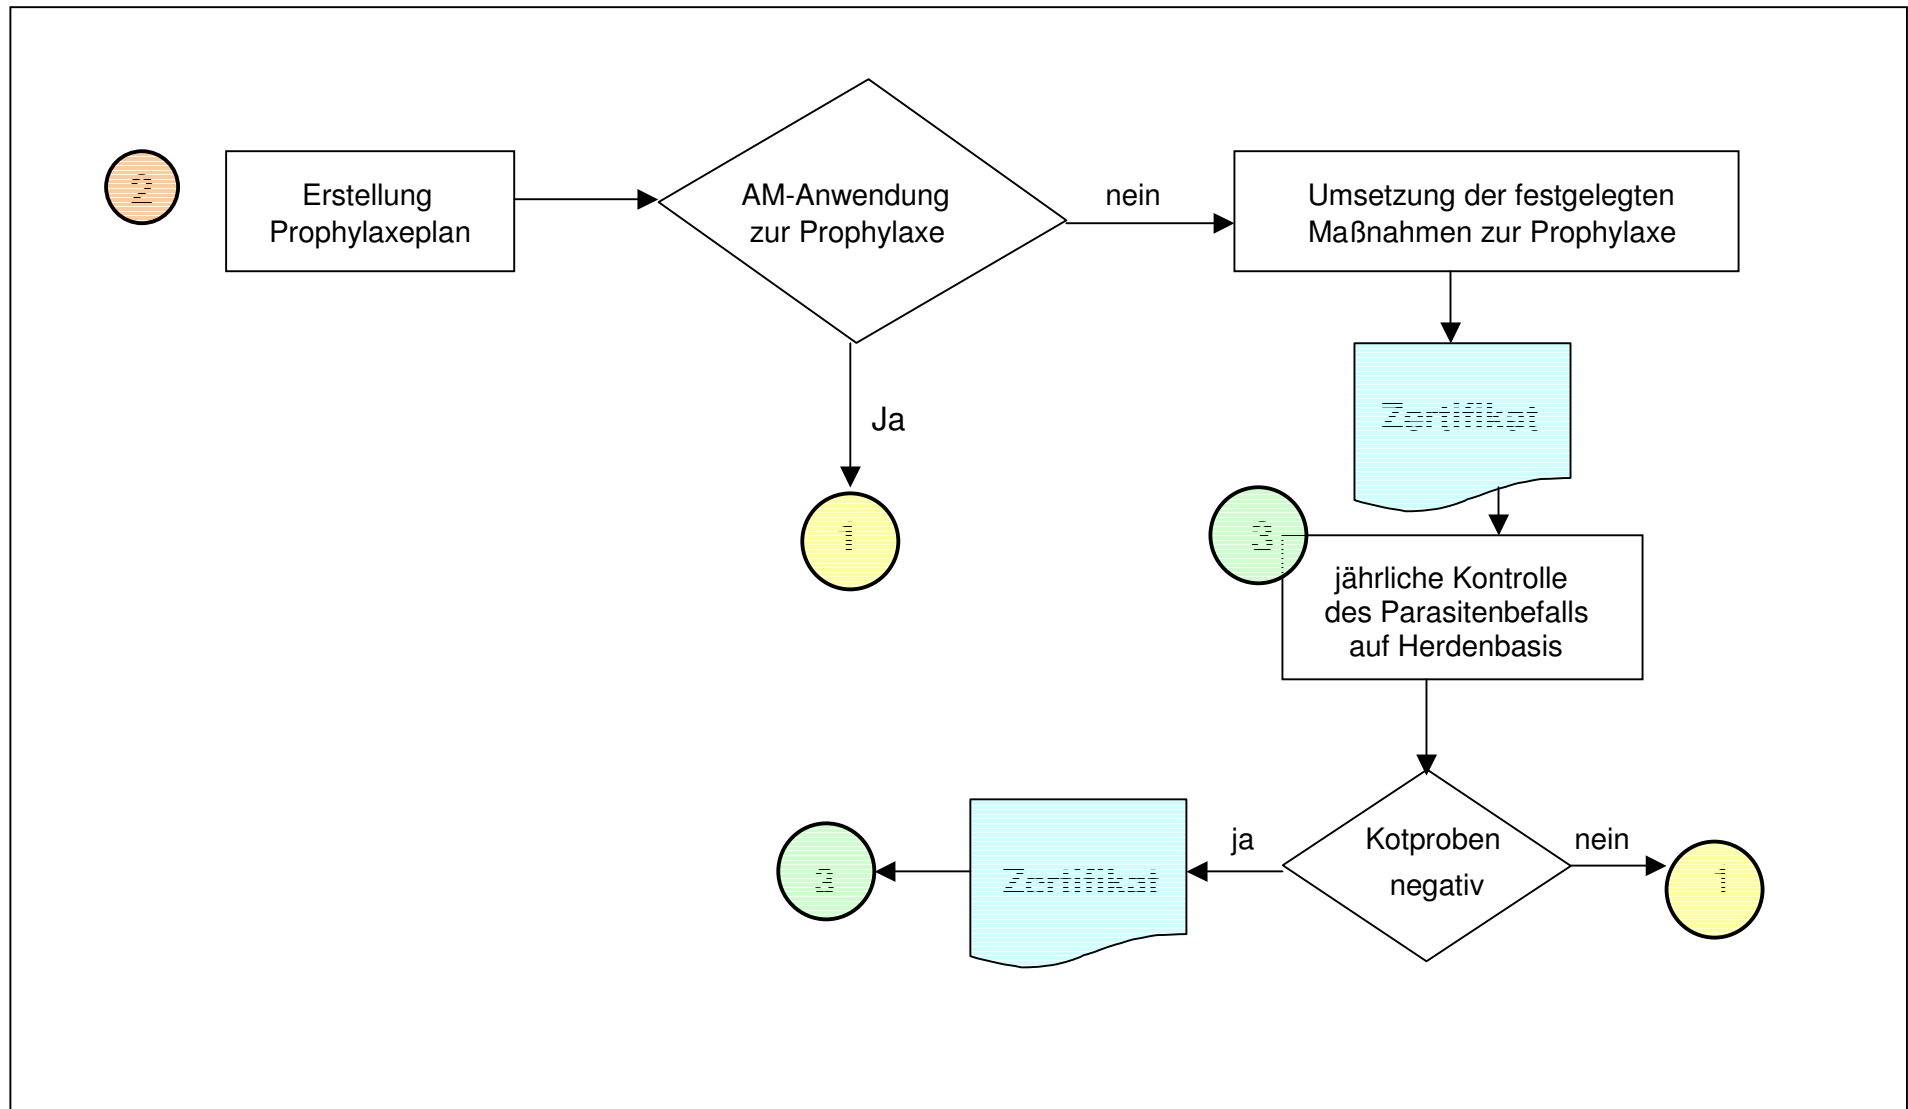 2
Erstellung
Prophylaxeplan
AM-Anwendung
zur Prophylaxe
nein
Umsetzung der festgelegten
Maßnahmen zur Prophylaxe
Ja
1
Zertifikat
3
jährliche Kontrolle
des Parasitenbefalls
auf Herdenbasis
Kotproben
negativ
ja
nein
Zertifikat
3
1